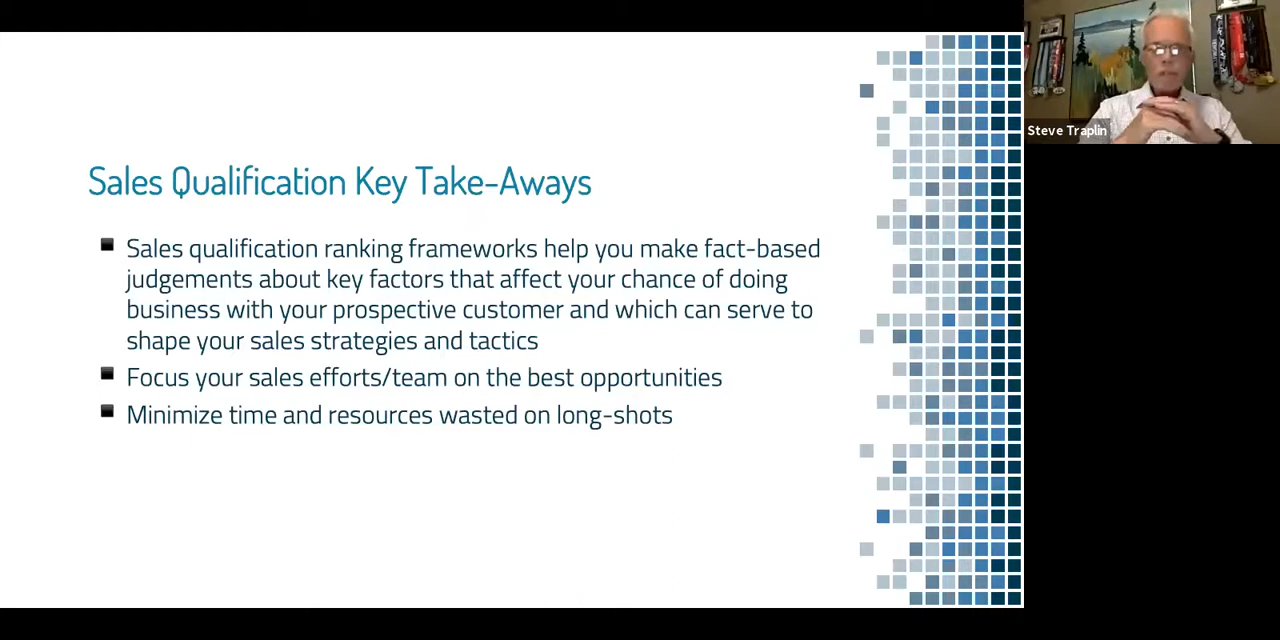 Sales Qualification Key Take-Aways
Sales qualification ranking frameworks help you make fact-based
judgements about key factors that affect your chance of doing
business with your prospective customer and which can serve to
shape your sales strategies and tactics
Focus your sales efforts/team on the best opportunities
Minimize time and resources wasted on long-shots
Steve Traplin